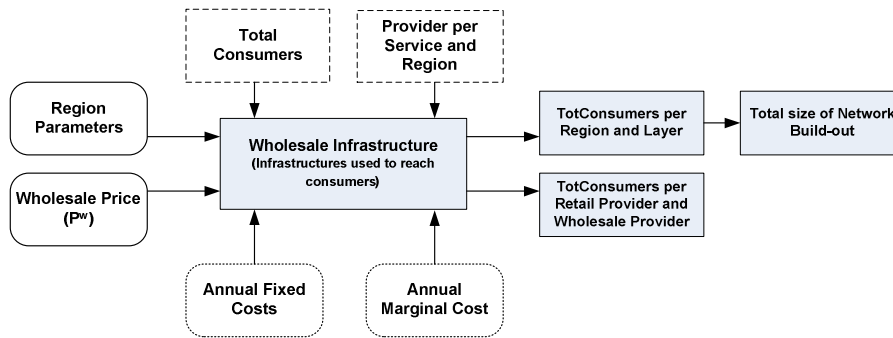 Total
Consumers
Provider per
Service and
Region
Region
Parameters
Wholesale Infrastructure
(Infrastructures used to reach
consumers)
TotConsumers per
Region and Layer
Total size of Network
Build-out
Wholesale Price
(Pʷ)
TotConsumers per
Retail Provider and
Wholesale Provider
Annual Fixed
Costs
Annual
Marginal Cost